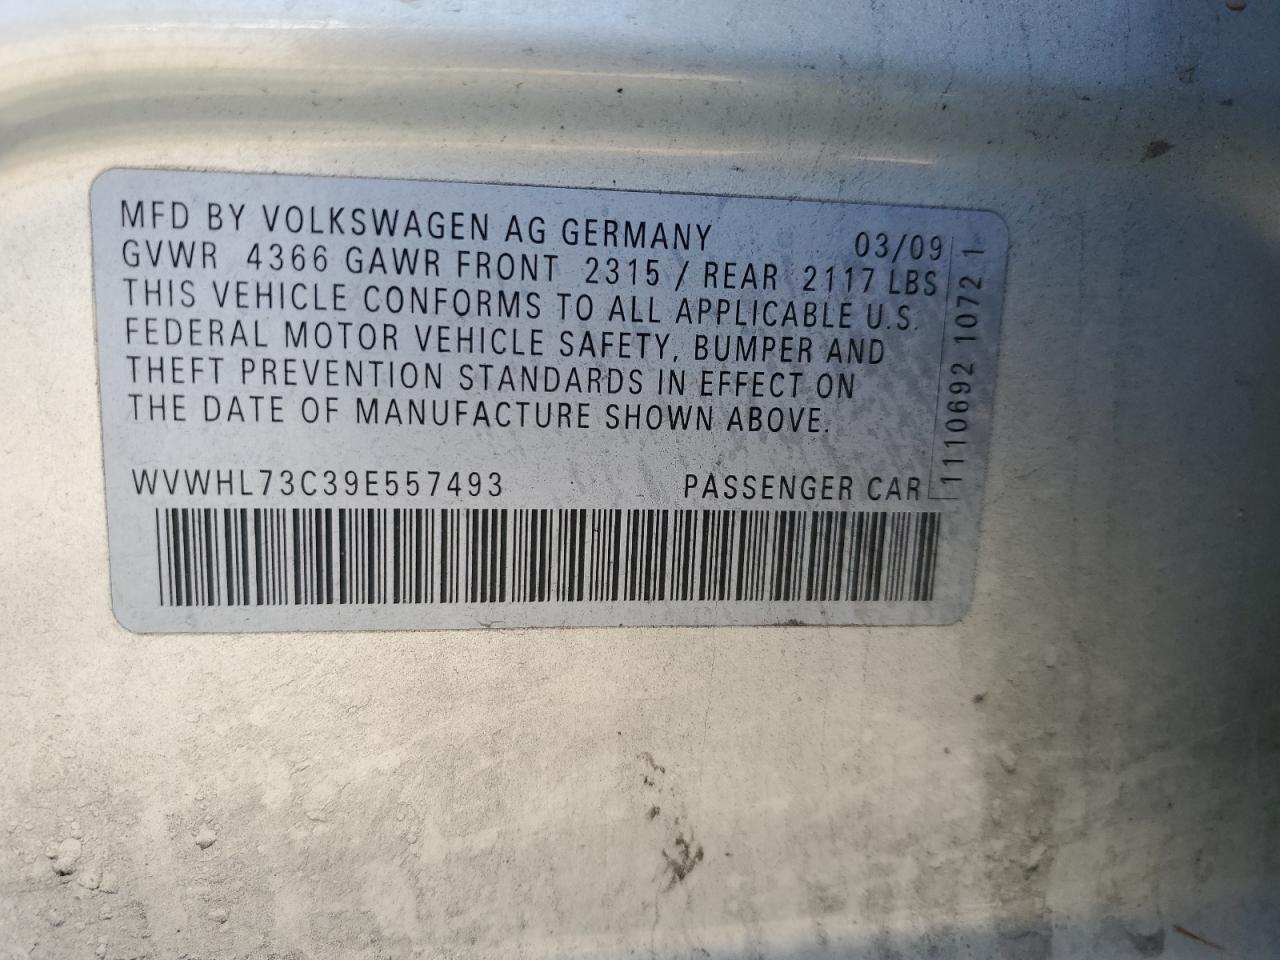 MFD BY VOLKSWAGEN AG GERMANY 03/09
GVWR 4366 GAWR FRONT 2315 / REAR 2117 LBS
THIS VEHICLE CONFORMS TO ALL APPLICABLE U.S.
FEDERAL MOTOR VEHICLE SAFETY, BUMPER AND
THEFT PREVENTION STANDARDS IN EFFECT ON
THE DATE OF MANUFACTURE SHOWN ABOVE.
WVWHL73C39E557493 PASSENGER CAR
1110692 1072 1